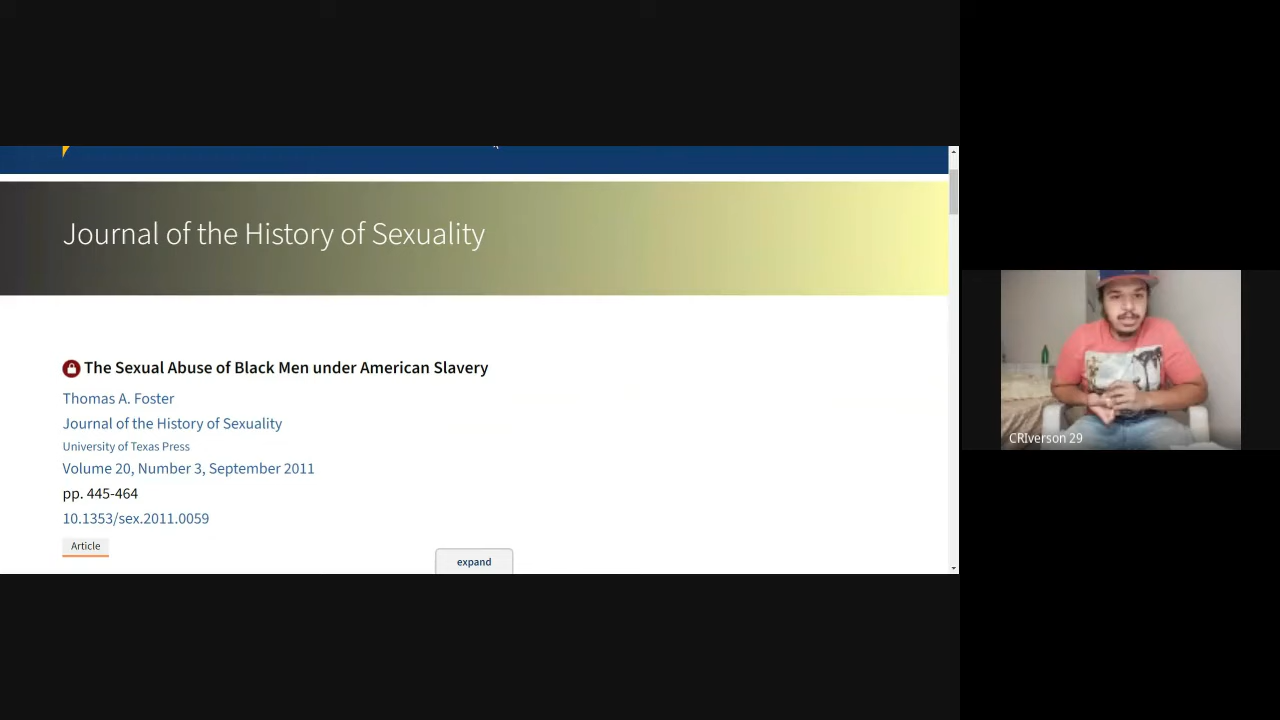 Journal of the History of Sexuality
The Sexual Abuse of Black Men under American Slavery
Thomas A. Foster
Journal of the History of Sexuality
University of Texas Press
Volume 20, Number 3, September 2011
pp. 445-464
10.1353/sex.2011.0059
Article
expand
CRIverson 29